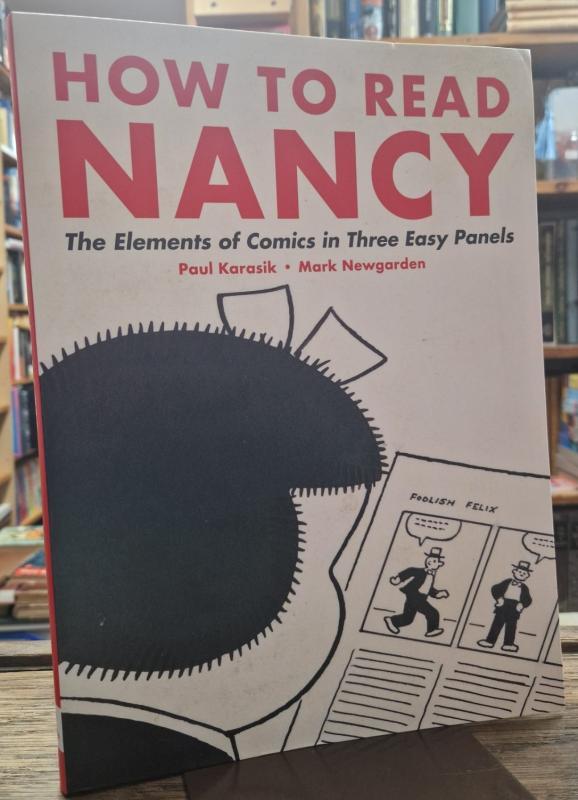 HOW TO READ
NANCY
The Elements of Comics in Three Easy Panels
Paul Karasik • Mark Newgarden
FOOLISH FELIX